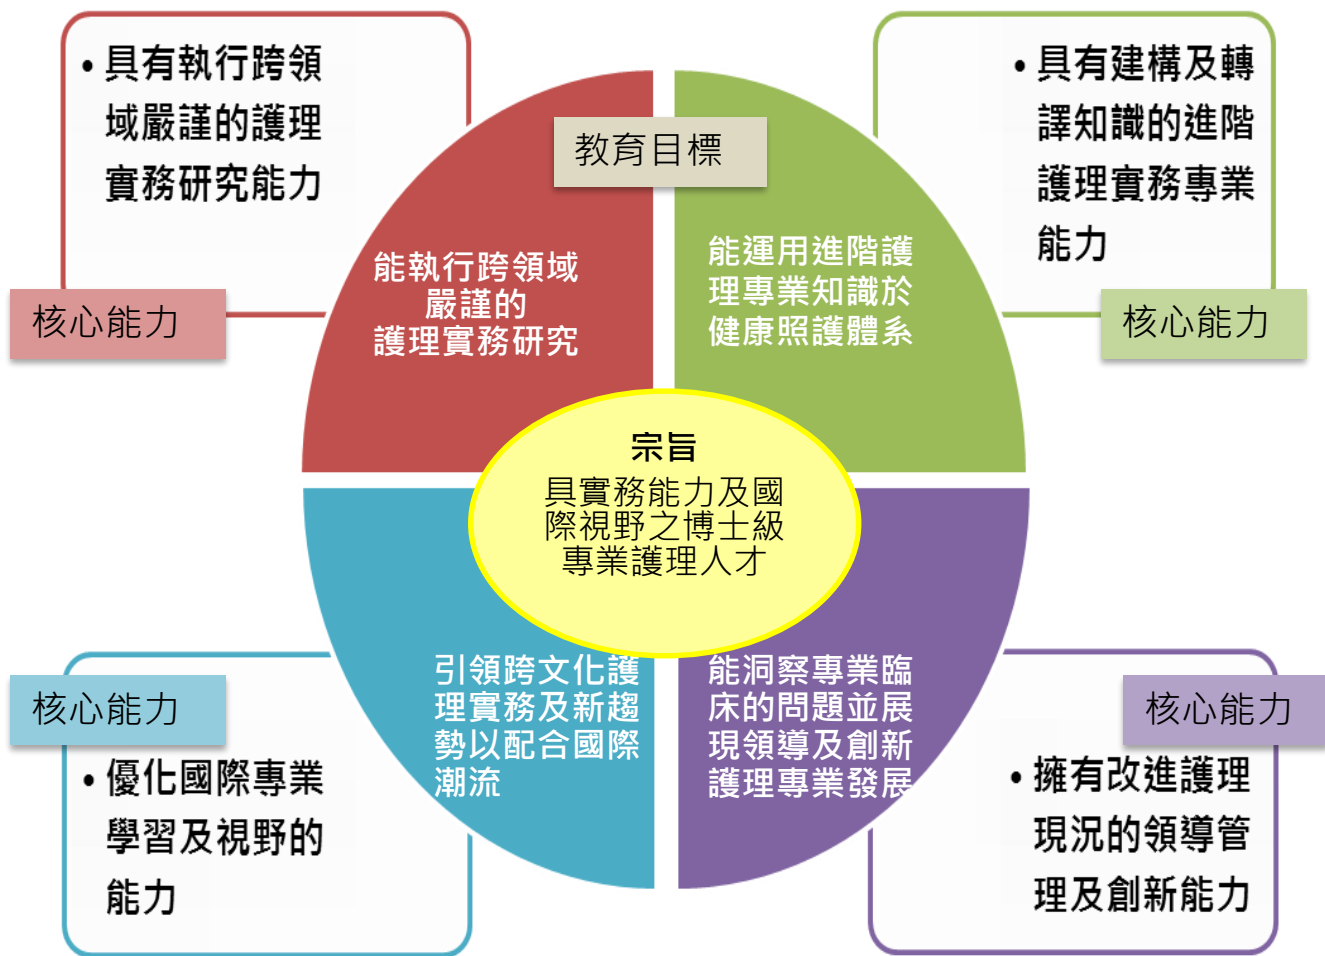 • 具有執行跨領
域嚴謹的護理
實務研究能力
核心能力
• 具有建構及轉
譯知識的進階
護理實務專業
能力
核心能力
教育目標
能執行跨領域
嚴謹的
護理實務研究
能運用進階護
理專業知識於
健康照護體系
宗旨
具實務能力及國
際視野之博士級
專業護理人才
引領跨文化護
理實務及新趨
勢以配合國際
潮流
能洞察專業臨
床的問題並展
現領導及創新
護理專業發展
核心能力
• 優化國際專業
學習及視野的
能力
核心能力
• 擁有改進護理
現況的領導管
理及創新能力